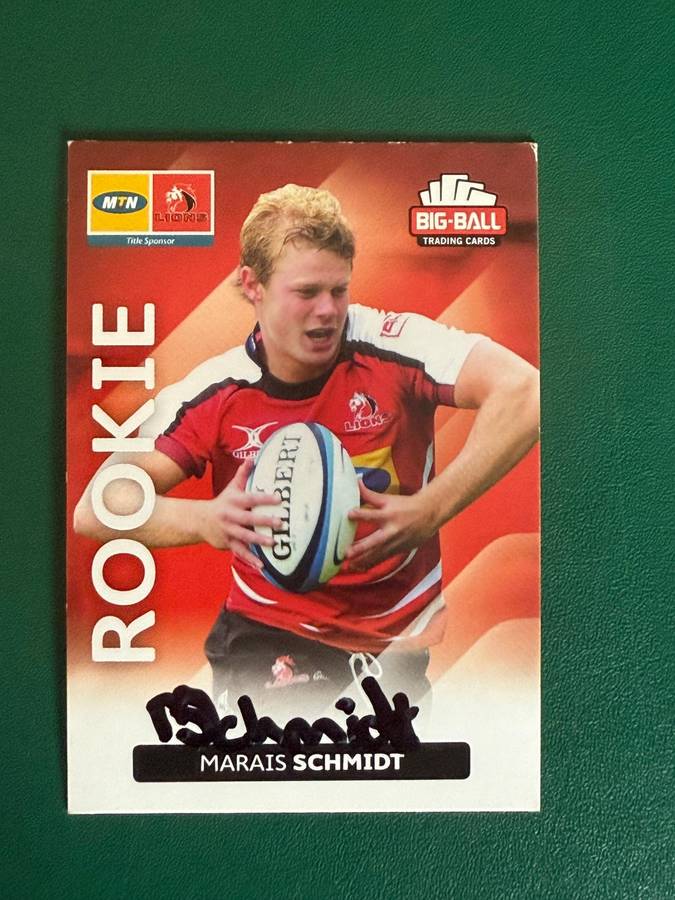 MTN
LIONS
Title Sponsor
BIG-BALL
TRADING CARDS
ROOKIE
LIONS
GILBERT
GILBERT
MSchmidt
MARAIS SCHMIDT